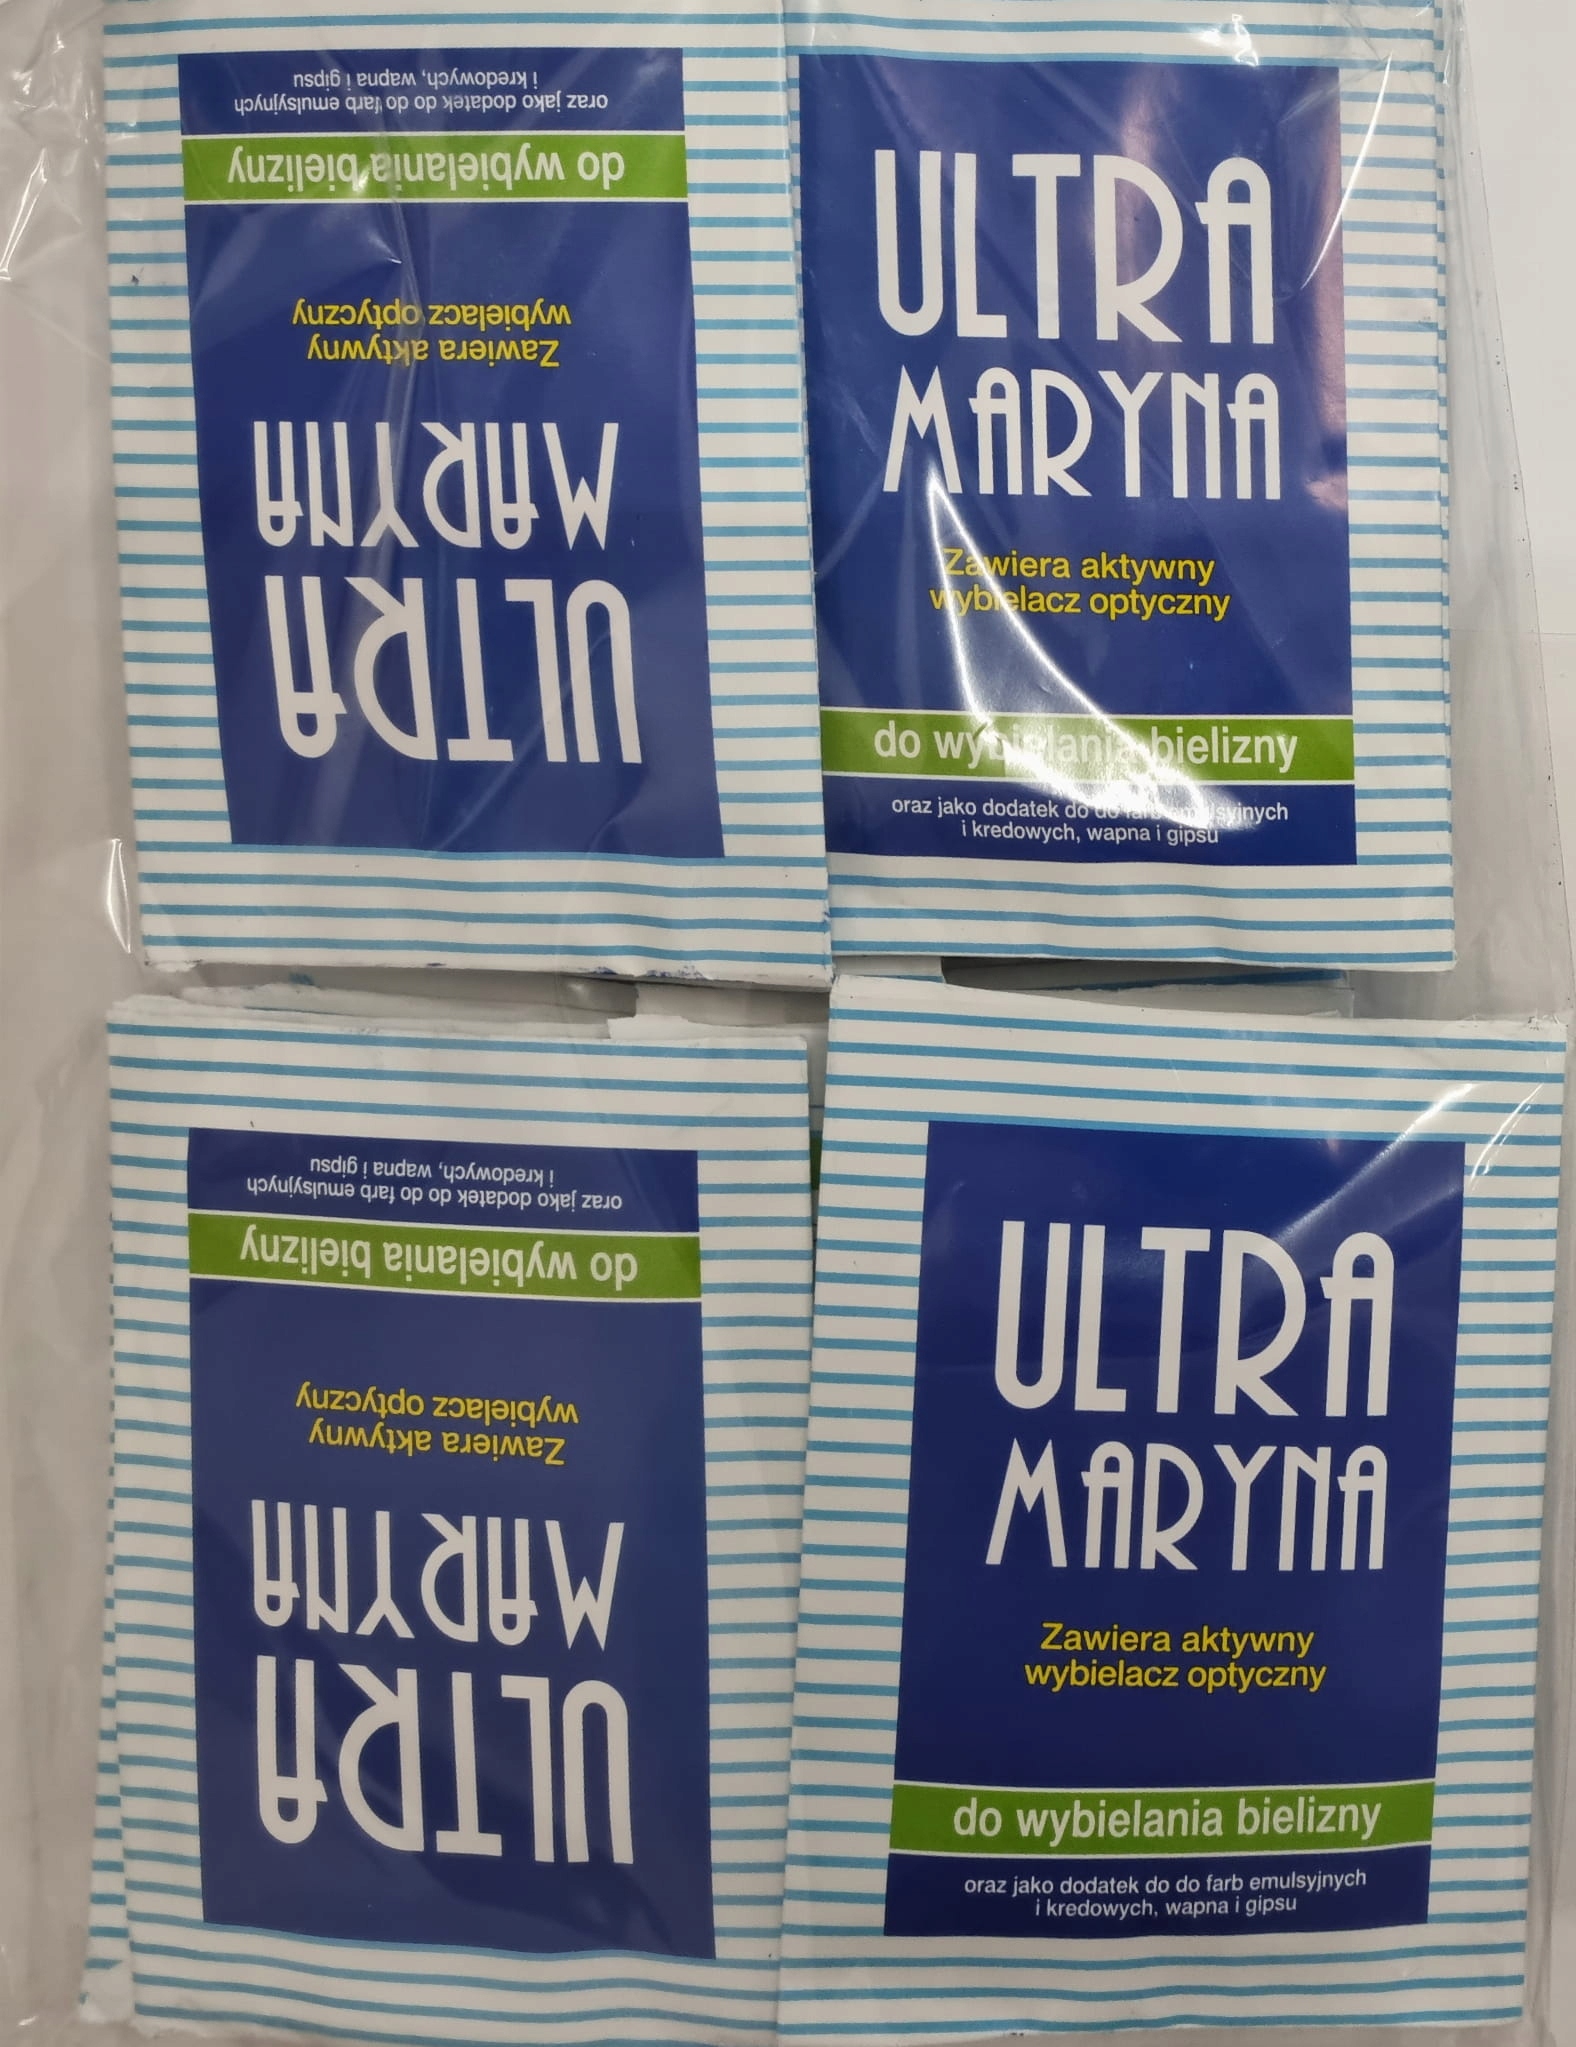 oraz jako dodatek do do farb emulsyjnych
i kredowych, wapna i gipsu
do wybielania bielizny
Zawiera aktywny
wybielacz optyczny
ULTRA
MARYNA
ULTRA
MARYNA
Zawiera aktywny
wybielacz optyczny
do wybielania bielizny
oraz jako dodatek do do farb emulsyjnych
i kredowych, wapna i gipsu
ULTRA
MARYNA
Zawiera aktywny
wybielacz optyczny
do wybielania bielizny
oraz jako dodatek do do farb emulsyjnych
i kredowych, wapna i gipsu
ULTRA
MARYNA
Zawiera aktywny
wybielacz optyczny
do wybielania bielizny
oraz jako dodatek do do farb emulsyjnych
i kredowych, wapna i gipsu